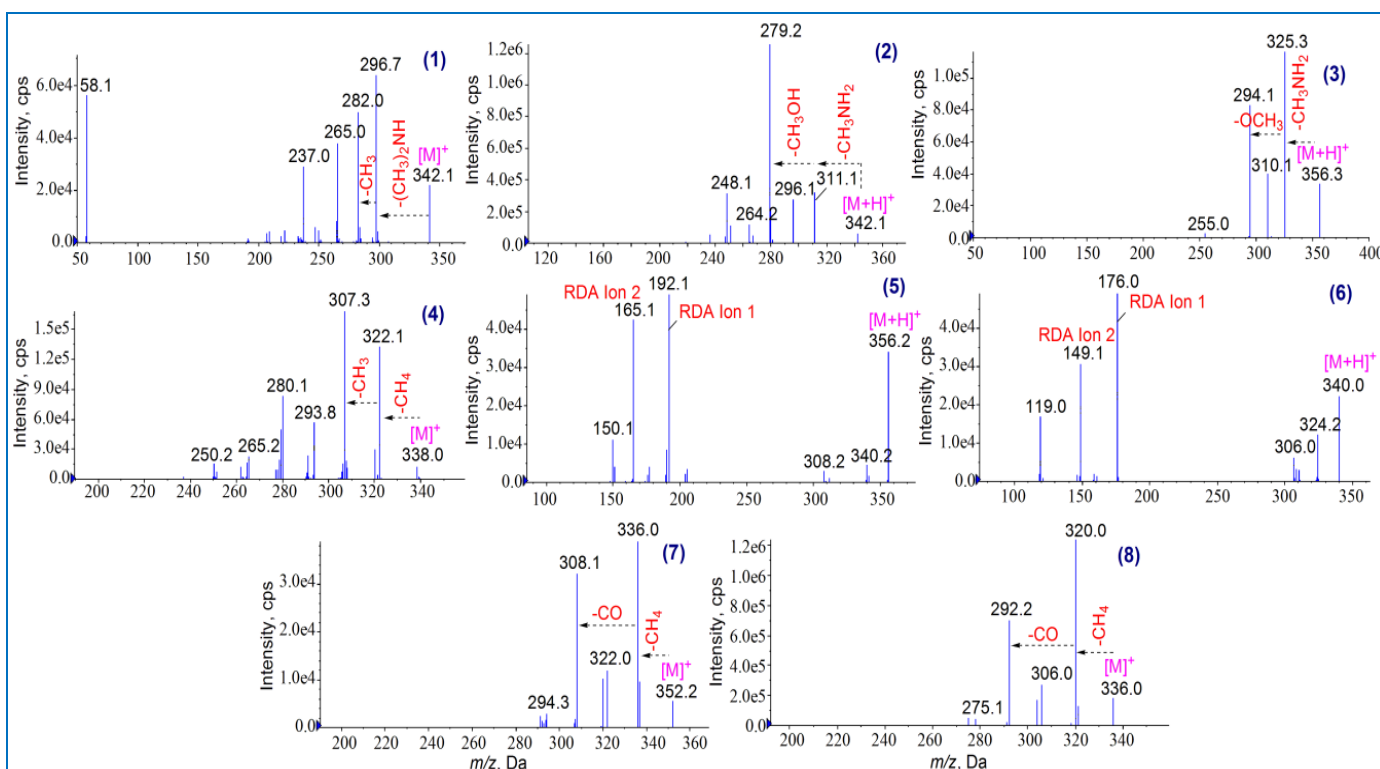 (1)
Intensity, cps
6.0e4
4.0e4
2.0e4
0.0
58.1
237.0
265.0
282.0
296.7
-CH3
-(CH3)2NH
[M]+
342.1
50
200
250
300
350
(2)
Intensity, cps
1.2e6
1.0e6
8.0e5
6.0e5
4.0e5
2.0e5
0.0
279.2
-CH3OH
-CH3NH2
248.1
264.2
296.1
311.1
[M+H]+
342.1
120
160
200
240
280
320
360
(3)
Intensity, cps
1.0e5
8.0e4
6.0e4
4.0e4
2.0e4
0.0
325.3
294.1
-OCH3
-CH3NH2
310.1
[M+H]+
356.3
255.0
50
100
150
200
250
300
350
400
(4)
Intensity, cps
1.5e5
1.2e5
9.0e4
6.0e4
3.0e4
0.0
307.3
322.1
-CH3
-CH4
280.1
293.8
250.2
265.2
[M]+
338.0
200
220
240
260
280
300
320
340
(5)
Intensity, cps
4.0e4
3.0e4
2.0e4
1.0e4
0.0
192.1
RDA Ion 2
165.1
RDA Ion 1
[M+H]+
356.2
150.1
308.2
340.2
100
150
200
250
300
350
(6)
Intensity, cps
4.0e4
3.0e4
2.0e4
1.0e4
0.0
176.0
RDA Ion 1
RDA Ion 2
149.1
[M+H]+
340.0
119.0
306.0
324.2
100
150
200
250
300
350
(7)
Intensity, cps
3.0e4
2.0e4
1.0e4
0.0
336.0
308.1
-CO
-CH4
322.0
[M]+
352.2
294.3
200
220
240
260
280
300
320
340
360
m/z, Da
(8)
Intensity, cps
1.2e6
1.0e6
8.0e5
6.0e5
4.0e5
2.0e5
0.0
320.0
292.2
-CO
-CH4
306.0
[M]+
336.0
275.1
200
220
240
260
280
300
320
340
m/z, Da